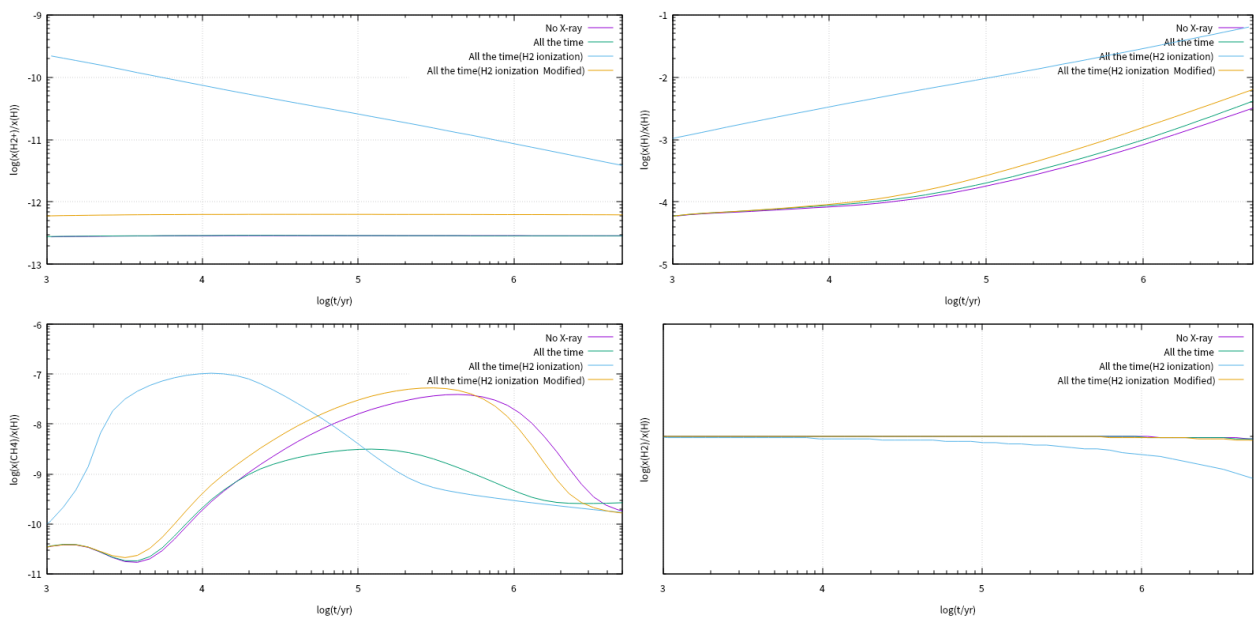 -9
-10
-11
-12
-13
3
4
5
6
log(x(H2+)/x(H))
log(t/yr)
No X-ray
All the time
All the time(H2 ionization)
All the time(H2 ionization  Modified)
-1
-2
-3
-4
-5
3
4
5
6
log(x(H)/x(H))
log(t/yr)
No X-ray
All the time
All the time(H2 ionization)
All the time(H2 ionization  Modified)
-6
-7
-8
-9
-10
-11
3
4
5
6
log(x(CH4)/x(H))
log(t/yr)
No X-ray
All the time
All the time(H2 ionization)
All the time(H2 ionization  Modified)
3
4
5
6
log(x(H2)/x(H))
log(t/yr)
No X-ray
All the time
All the time(H2 ionization)
All the time(H2 ionization  Modified)